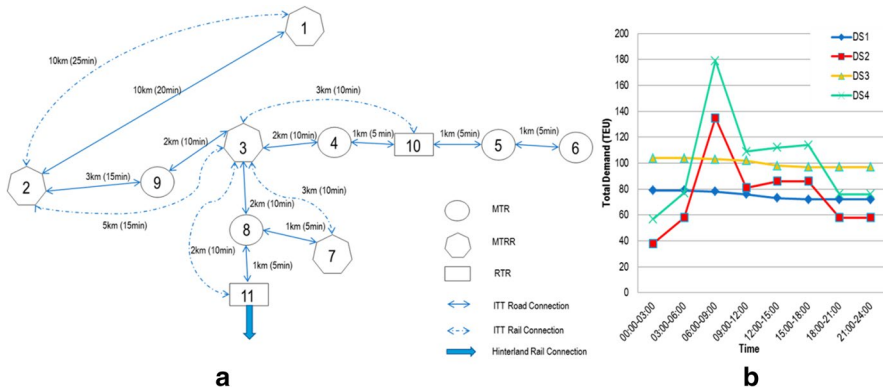 1
10km (25min)
10km (20min)
3km (10min)
2km (10min)
3
2km (10min)
4
1km (5 min)
10
1km (5min)
5
1km (5min)
6
2
3km (15min)
9
5km (15min)
3km (10min)
2km (10min)
8
1km (5min)
7
2km (10min)
1km (5min)
11
MTR
MTRR
RTR
ITT Road Connection
ITT Rail Connection
Hinterland Rail Connection
a
Total Demand (TEU)
200
180
160
140
120
100
80
60
40
20
0
DS1
DS2
DS3
DS4
00:00-03:00
03:00-06:00
06:00-09:00
09:00-12:00
12:00-15:00
15:00-18:00
18:00-21:00
21:00-24:00
Time
b